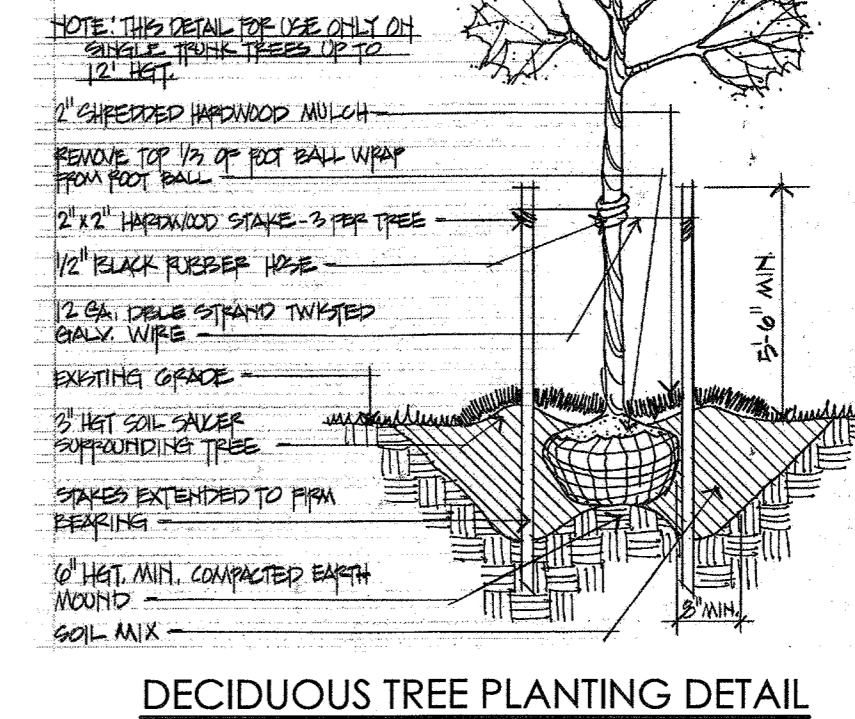 NOTE: THIS DETAIL FOR USE ONLY ON
SINGLE TRUNK TREES UP TO
12' HGT.
2" SHREDDED HARDWOOD MULCH
REMOVE TOP 1/3 OF ROOT BALL WRAP
FROM ROOT BALL
2" x 2" HARDWOOD STAKE - 3 PER TREE
1/2" BLACK RUBBER HOSE
12 GA. DBLE STRAND TWISTED
GALV. WIRE
EXISTING GRADE
3" HGT SOIL SAUCER
SURROUNDING TREE
STAKES EXTENDED TO FIRM
BEARING
6" HGT. MIN. COMPACTED EARTH
MOUND
SOIL MIX
5'-6" MIN
8" MIN.
DECIDUOUS TREE PLANTING DETAIL